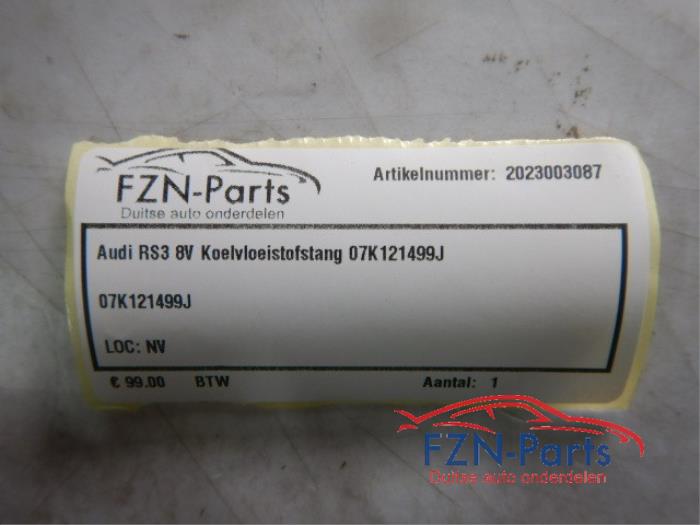 FZN-Parts
Duitse auto onderdelen
Artikelnummer: 2023003087
Audi RS3 8V Koelvloeistofstang 07K121499J
07K121499J
LOC: NV
€ 99.00 BTW Aantal: 1
FZN-Parts
Duitse auto onderdelen